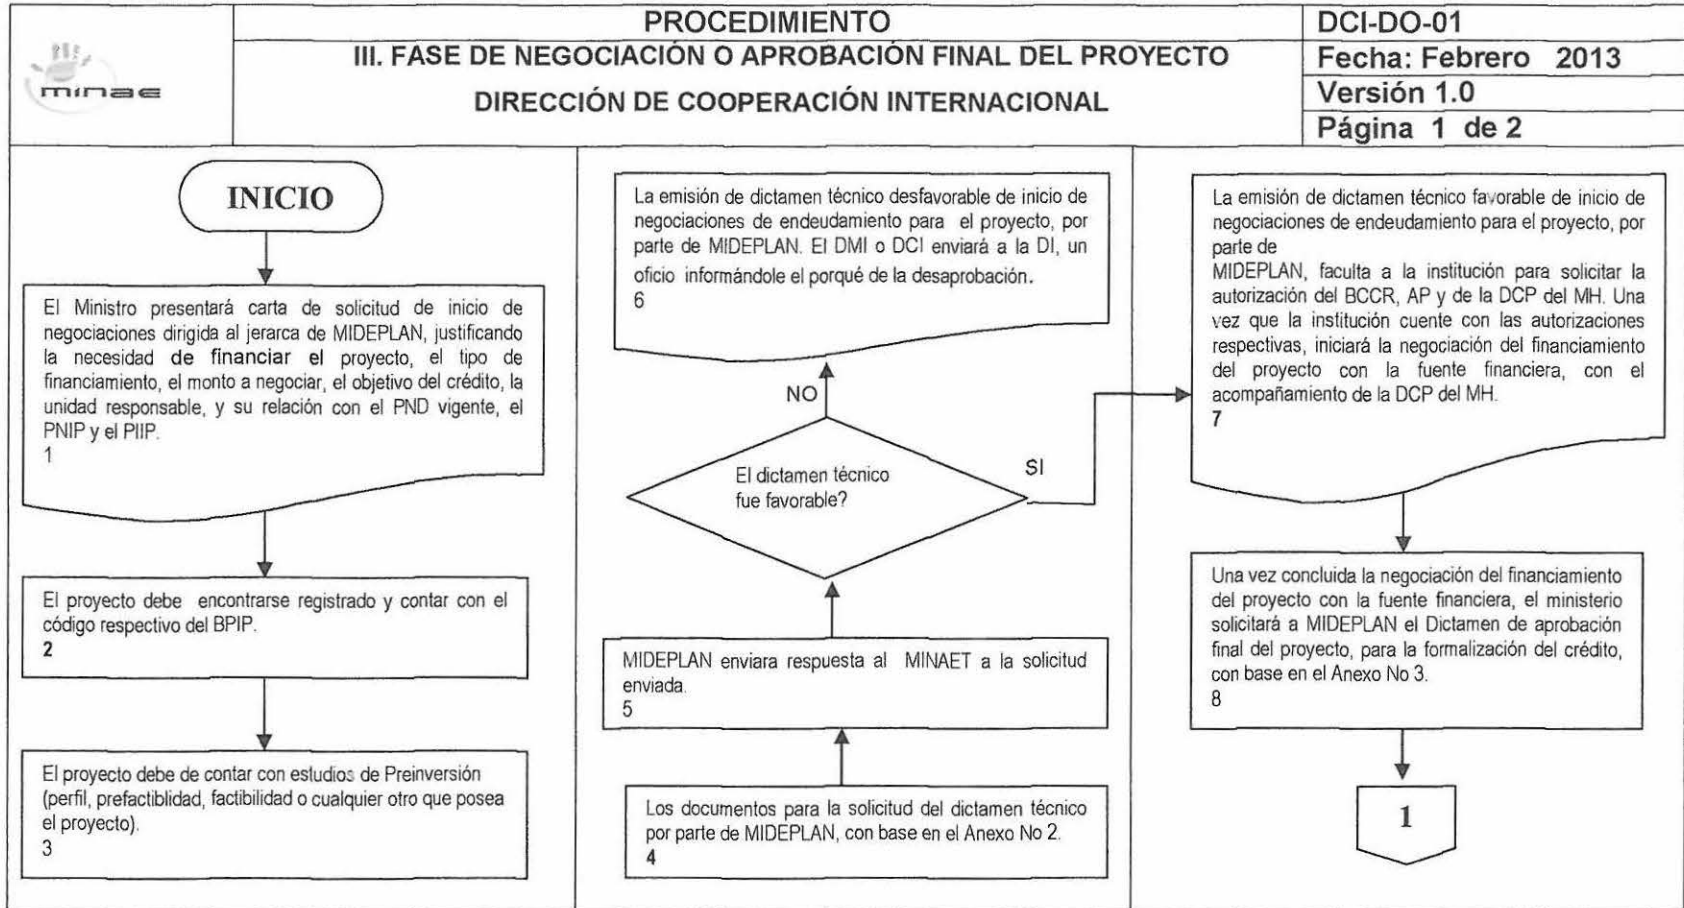 minae
PROCEDIMIENTO
III. FASE DE NEGOCIACIÓN O APROBACIÓN FINAL DEL PROYECTO
DIRECCIÓN DE COOPERACIÓN INTERNACIONAL
DCI-DO-01
Fecha: Febrero 2013
Versión 1.0
Página 1 de 2
INICIO
El Ministro presentará carta de solicitud de inicio de
negociaciones dirigida al jerarca de MIDEPLAN, justificando
la necesidad de financiar el proyecto, el tipo de
financiamiento, el monto a negociar, el objetivo del crédito, la
unidad responsable, y su relación con el PND vigente, el
PNIP y el PIIP.
1
El proyecto debe encontrarse registrado y contar con el
código respectivo del BPIP.
2
El proyecto debe de contar con estudios de Preinversión
(perfil, prefactiblidad, factibilidad o cualquier otro que posea
el proyecto).
3
La emisión de dictamen técnico desfavorable de inicio de
negociaciones de endeudamiento para el proyecto, por
parte de MIDEPLAN. El DMI o DCI enviará a la DI, un
oficio informándole el porqué de la desaprobación.
6
NO
El dictamen técnico
fue favorable?
SI
MIDEPLAN enviara respuesta al MINAET a la solicitud
enviada.
5
Los documentos para la solicitud del dictamen técnico
por parte de MIDEPLAN, con base en el Anexo No 2.
4
La emisión de dictamen técnico favorable de inicio de
negociaciones de endeudamiento para el proyecto, por
parte de
MIDEPLAN, faculta a la institución para solicitar la
autorización del BCCR, AP y de la DCP del MH. Una
vez que la institución cuente con las autorizaciones
respectivas, iniciará la negociación del financiamiento
del proyecto con la fuente financiera, con el
acompañamiento de la DCP del MH.
7
Una vez concluida la negociación del financiamiento
del proyecto con la fuente financiera, el ministerio
solicitará a MIDEPLAN el Dictamen de aprobación
final del proyecto, para la formalización del crédito,
con base en el Anexo No 3.
8
1